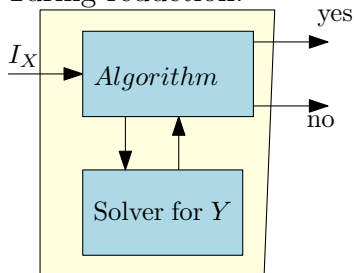 Turing reduction:
yes
I_X
Algorithm
no
Solver for Y